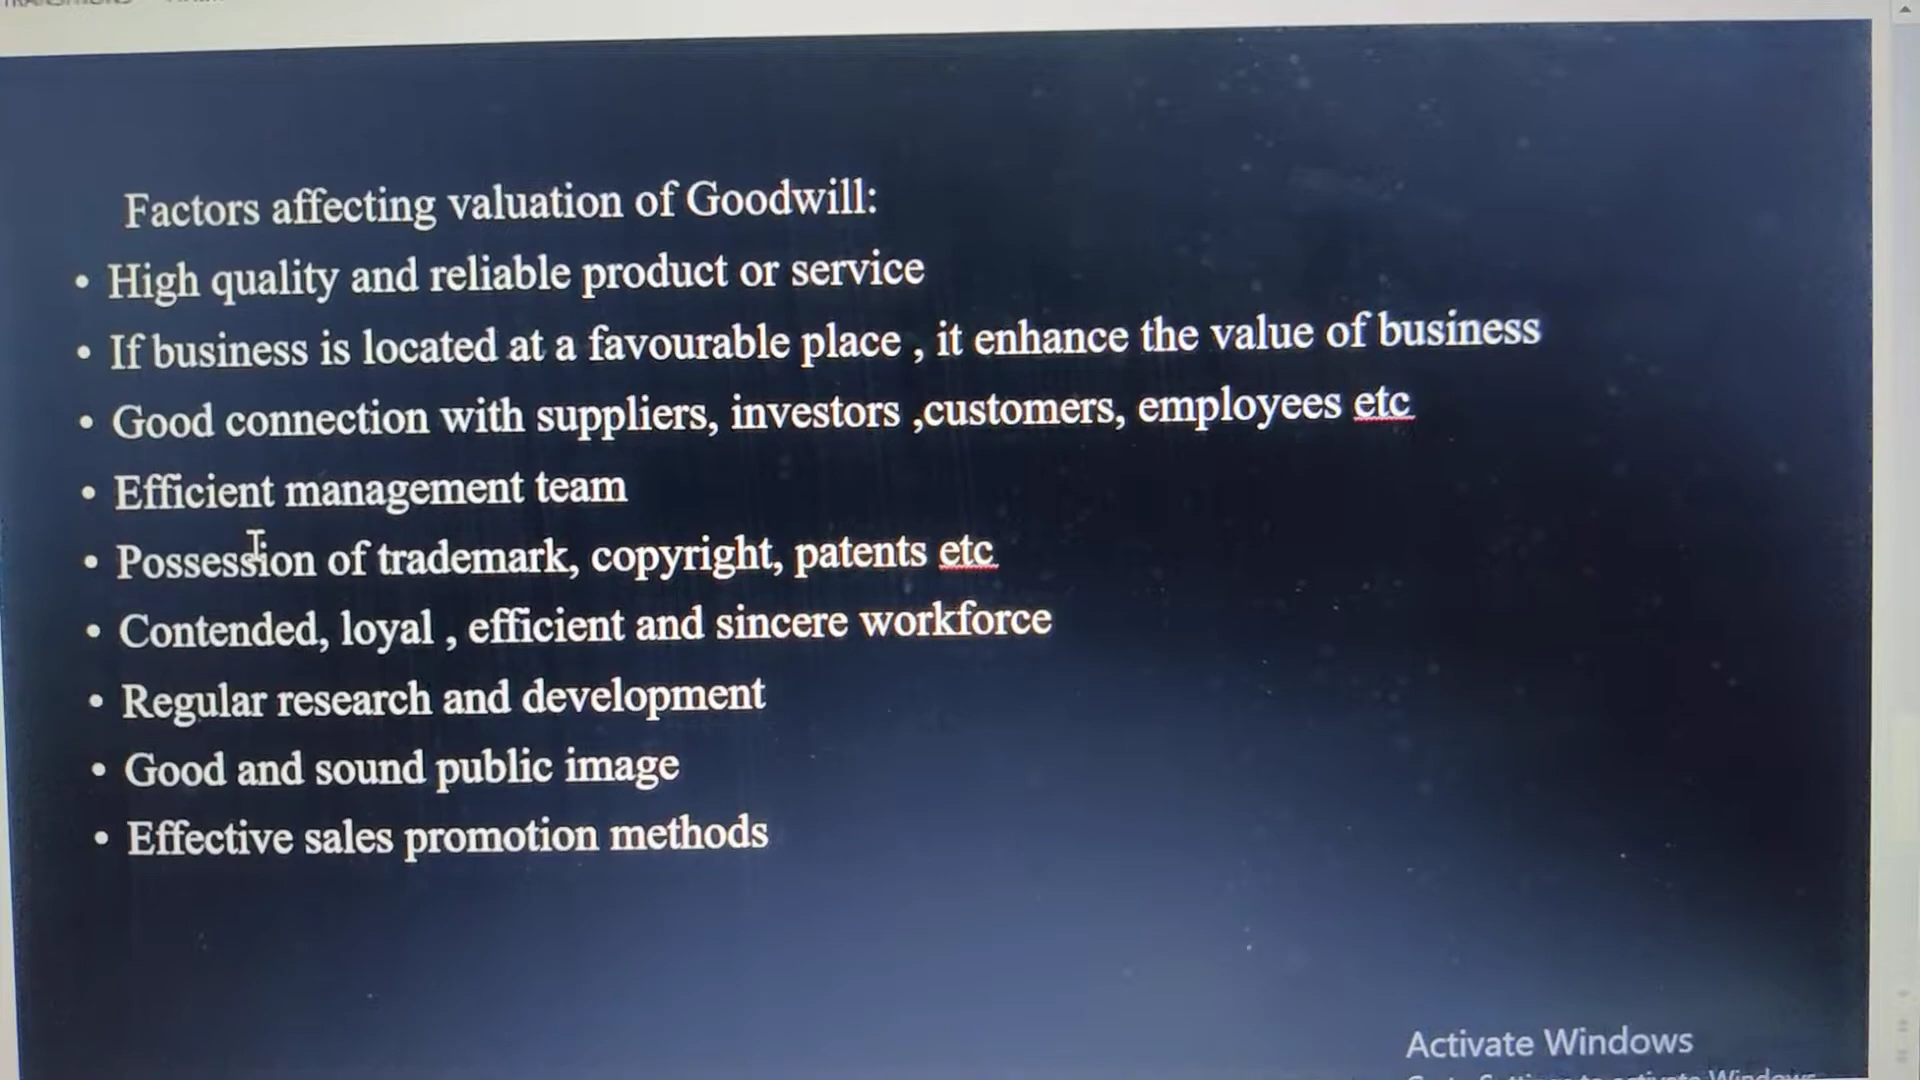 Factors affecting valuation of Goodwill:
• High quality and reliable product or service
• If business is located at a favourable place , it enhance the value of business
• Good connection with suppliers, investors ,customers, employees etc
• Efficient management team
• Possession of trademark, copyright, patents etc
• Contended, loyal , efficient and sincere workforce
• Regular research and development
• Good and sound public image
• Effective sales promotion methods
Activate Windows